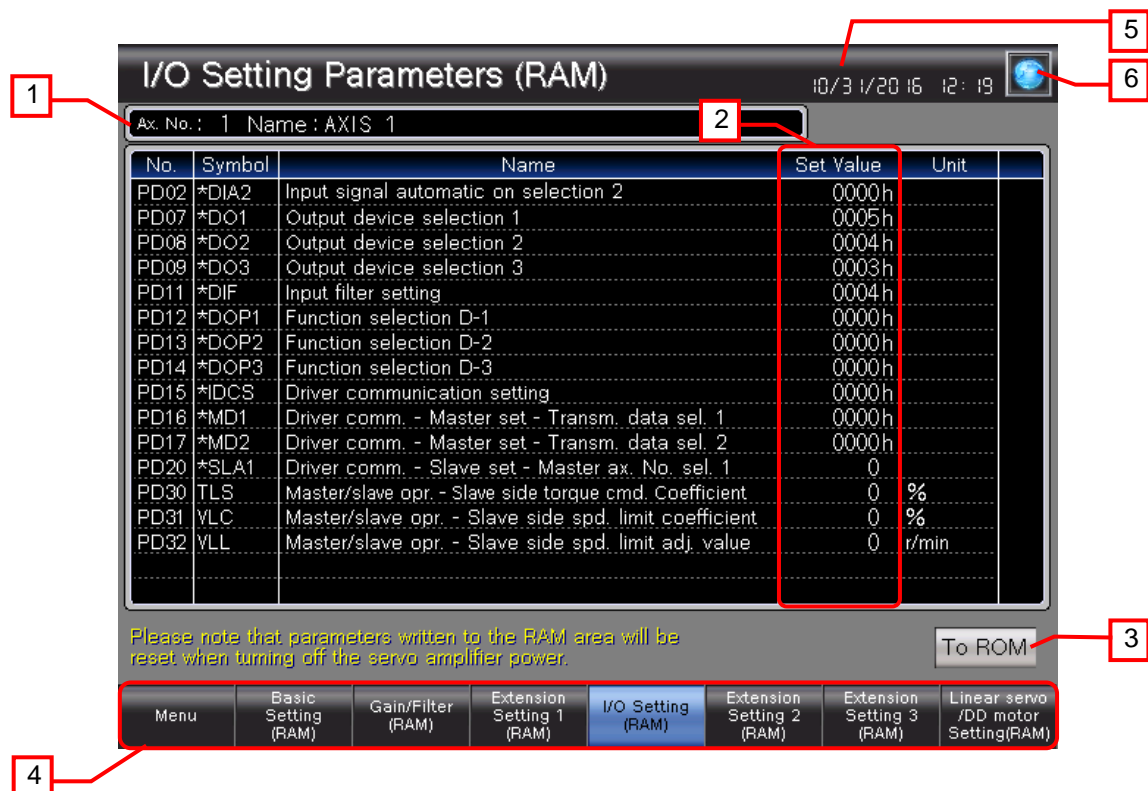 5
I/O Setting Parameters (RAM)
10/31/2016 12:19
6
1
Ax. No.: 1 Name:AXIS 1
2
No. Symbol Name Set Value Unit
PD02 *DIA2 Input signal automatic on selection 2 0000h
PD07 *DO1 Output device selection 1 0005h
PD08 *DO2 Output device selection 2 0004h
PD09 *DO3 Output device selection 3 0003h
PD11 *DIF Input filter setting 0004h
PD12 *DOP1 Function selection D-1 0000h
PD13 *DOP2 Function selection D-2 0000h
PD14 *DOP3 Function selection D-3 0000h
PD15 *IDCS Driver communication setting 0000h
PD16 *MD1 Driver comm. - Master set - Transm. data sel. 1 0000h
PD17 *MD2 Driver comm. - Master set - Transm. data sel. 2 0000h
PD20 *SLA1 Driver comm. - Slave set - Master ax. No. sel. 1 0
PD30 TLS Master/slave opr. - Slave side torque cmd. Coefficient 0 %
PD31 VLC Master/slave opr. - Slave side spd. limit coefficient 0 %
PD32 VLL Master/slave opr. - Slave side spd. limit adj. value 0 r/min
Please note that parameters written to the RAM area will be
reset when turning off the servo amplifier power.
To ROM
3
Menu
Basic
Setting
(RAM)
Gain/Filter
(RAM)
Extension
Setting 1
(RAM)
I/O Setting
(RAM)
Extension
Setting 2
(RAM)
Extension
Setting 3
(RAM)
Linear servo
/DD motor
Setting(RAM)
4